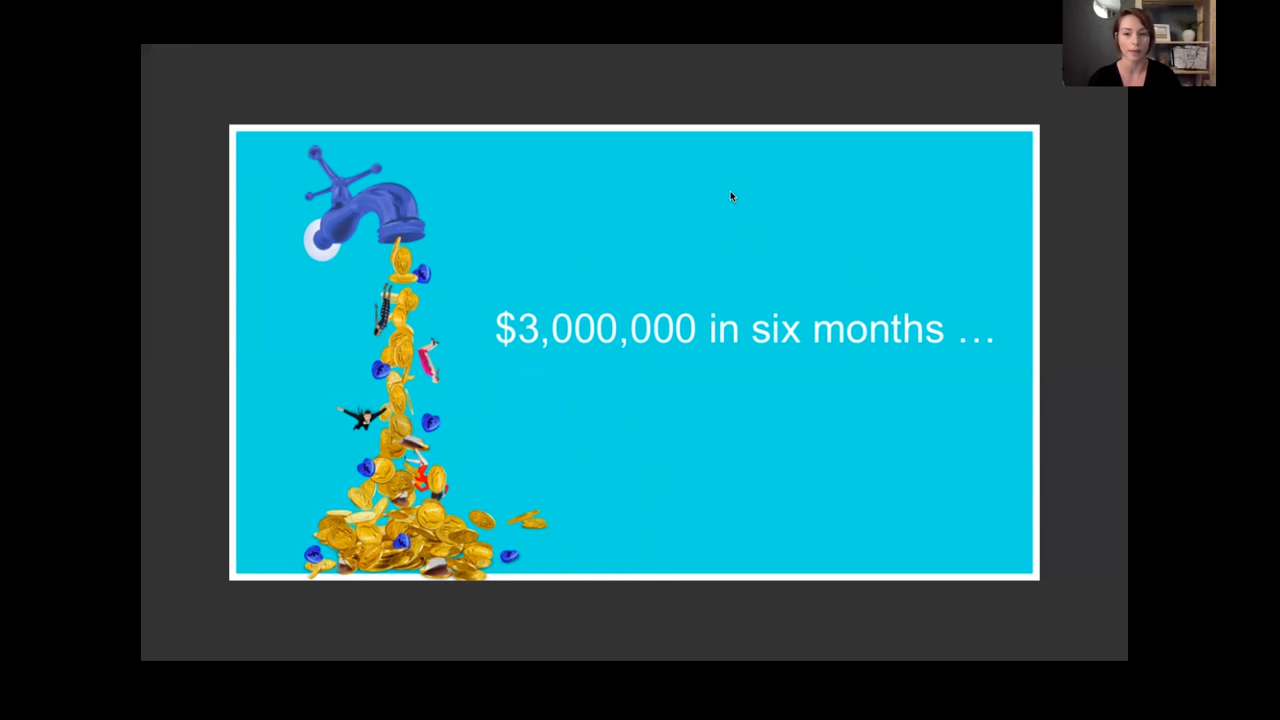 $3,000,000 in six months …